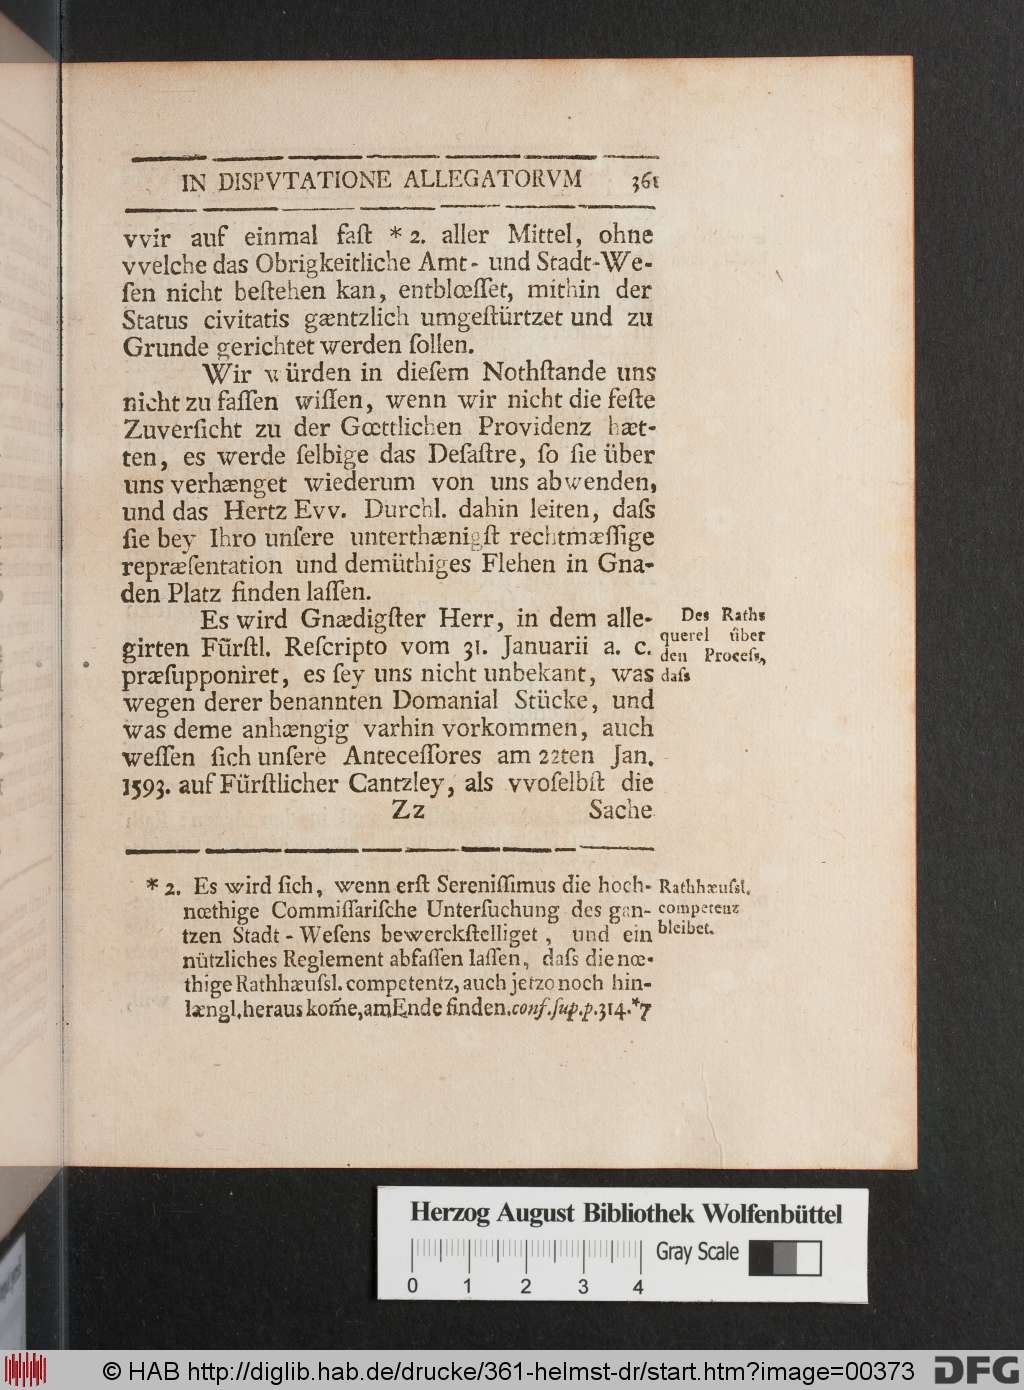 IN DISPVTATIONE ALLEGATORVM 361
vvir auf einmal faſt * 2. aller Mittel, ohne
vvelche das Obrigkeitliche Amt- und Stadt-We-
ſen nicht beſtehen kan, entblœſſet, mithin der
Status civitatis gæntzlich umgeſtürtzet und zu
Grunde gerichtet werden ſollen.
Wir würden in dieſem Nothſtande uns
nicht zu faſſen wiſſen, wenn wir nicht die feſte
Zuverſicht zu der Gœttlichen Providenz hæt-
ten, es werde ſelbige das Deſaſtre, ſo ſie über
uns verhænget wiederum von uns abwenden,
und das Hertz Evv. Durchl. dahin leiten, daſs
ſie bey Ihro unſere unterthænigſt rechtmæſſige
repræſentation und demüthiges Flehen in Gna-
den Platz finden laſſen.
Es wird Gnædigſter Herr, in dem alle-
girten Fürſtl. Reſcripto vom 31. Januarii a. c.
præſupponiret, es ſey uns nicht unbekant, was
wegen derer benannten Domanial Stücke, und
was deme anhængig varhin vorkommen, auch
weſſen ſich unſere Anteceſſores am 22ten Jan.
1593. auf Fürſtlicher Cantzley, als vvoſelbſt die
Zz Sache
Des Raths
querel über
den Proceſs,
daſs
* 2. Es wird ſich, wenn erſt Sereniſſimus die hoch-
nœthige Commiſſariſche Unterſuchung des gan-
tzen Stadt-Weſens bewerckſtelliget, und ein
nützliches Reglement abfaſſen laſſen, daſs die nœ-
thige Rathhæuſsl. competentz, auch jetzo noch hin-
længl. heraus kom̃e, am Ende finden. conf. ſup. p. 314. *7
Rathhæuſsl.
competenz
bleibet.
Herzog August Bibliothek Wolfenbüttel
Gray Scale
0 1 2 3 4
© HAB http://diglib.hab.de/drucke/361-helmst-dr/start.htm?image=00373
DFG